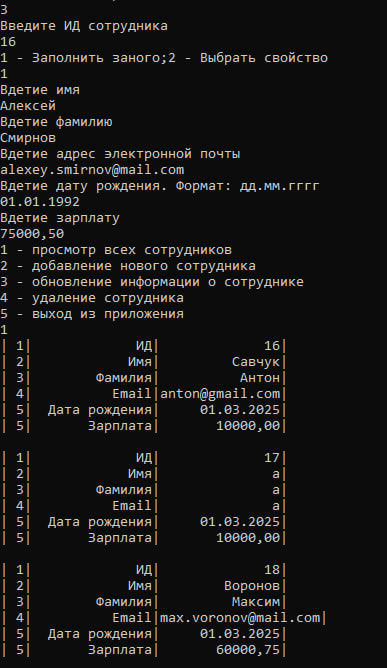 3
Введите ИД сотрудника
16
1 - Заполнить заного;2 - Выбрать свойство
1
Вдетие имя
Алексей
Вдетие фамилию
Смирнов
Вдетие адрес электронной почты
alexey.smirnov@mail.com
Вдетие дату рождения. Формат: дд.мм.гггг
01.01.1992
Вдетие зарплату
75000,50
1 - просмотр всех сотрудников
2 - добавление нового сотрудника
3 - обновление информации о сотруднике
4 - удаление сотрудника
5 - выход из приложения
1
| 1|             ИД|             16|
| 2|            Имя|         Савчук|
| 3|        Фамилия|          Антон|
| 4|          Email|anton@gmail.com|
| 5|  Дата рождения|     01.03.2025|
| 5|       Зарплата|       10000,00|
| 1|             ИД|             17|
| 2|            Имя|              a|
| 3|        Фамилия|              a|
| 4|          Email|              a|
| 5|  Дата рождения|     01.03.2025|
| 5|       Зарплата|       10000,00|
| 1|             ИД|             18|
| 2|            Имя|        Воронов|
| 3|        Фамилия|         Максим|
| 4|          Email|max.voronov@mail.com|
| 5|  Дата рождения|     01.03.2025|
| 5|       Зарплата|       60000,75|